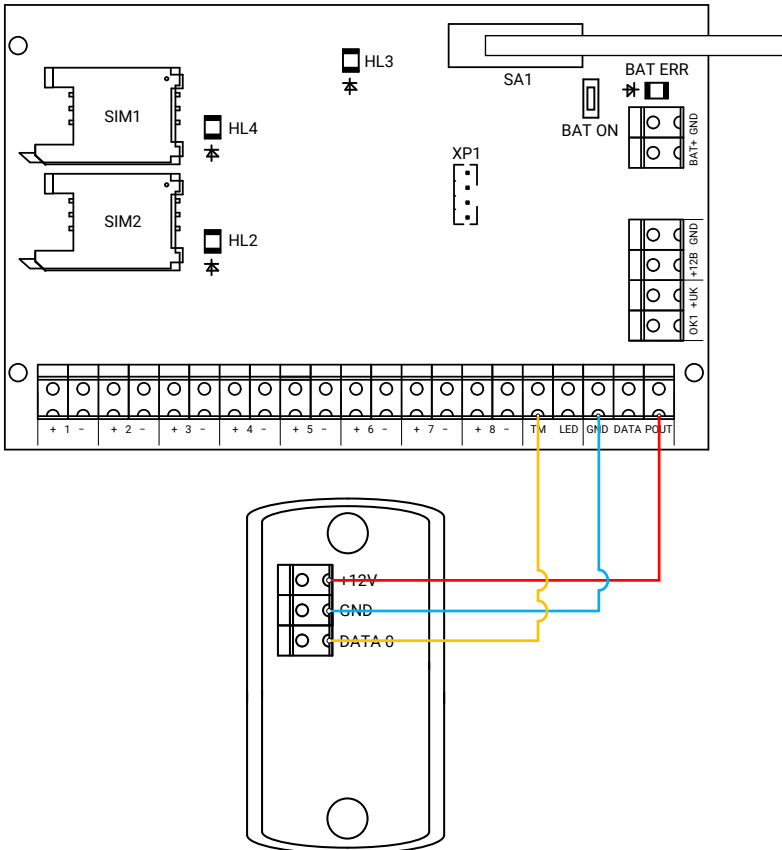 HL3
SA1
BAT ERR
BAT ON
SIM1
HL4
XP1
BAT+ GND
SIM2
HL2
OK1 +UK +12B GND
+ 1 - + 2 - + 3 - + 4 - + 5 - + 6 - + 7 - + 8 - TM LED GND DATA POUT
+12V
GND
DATA 0